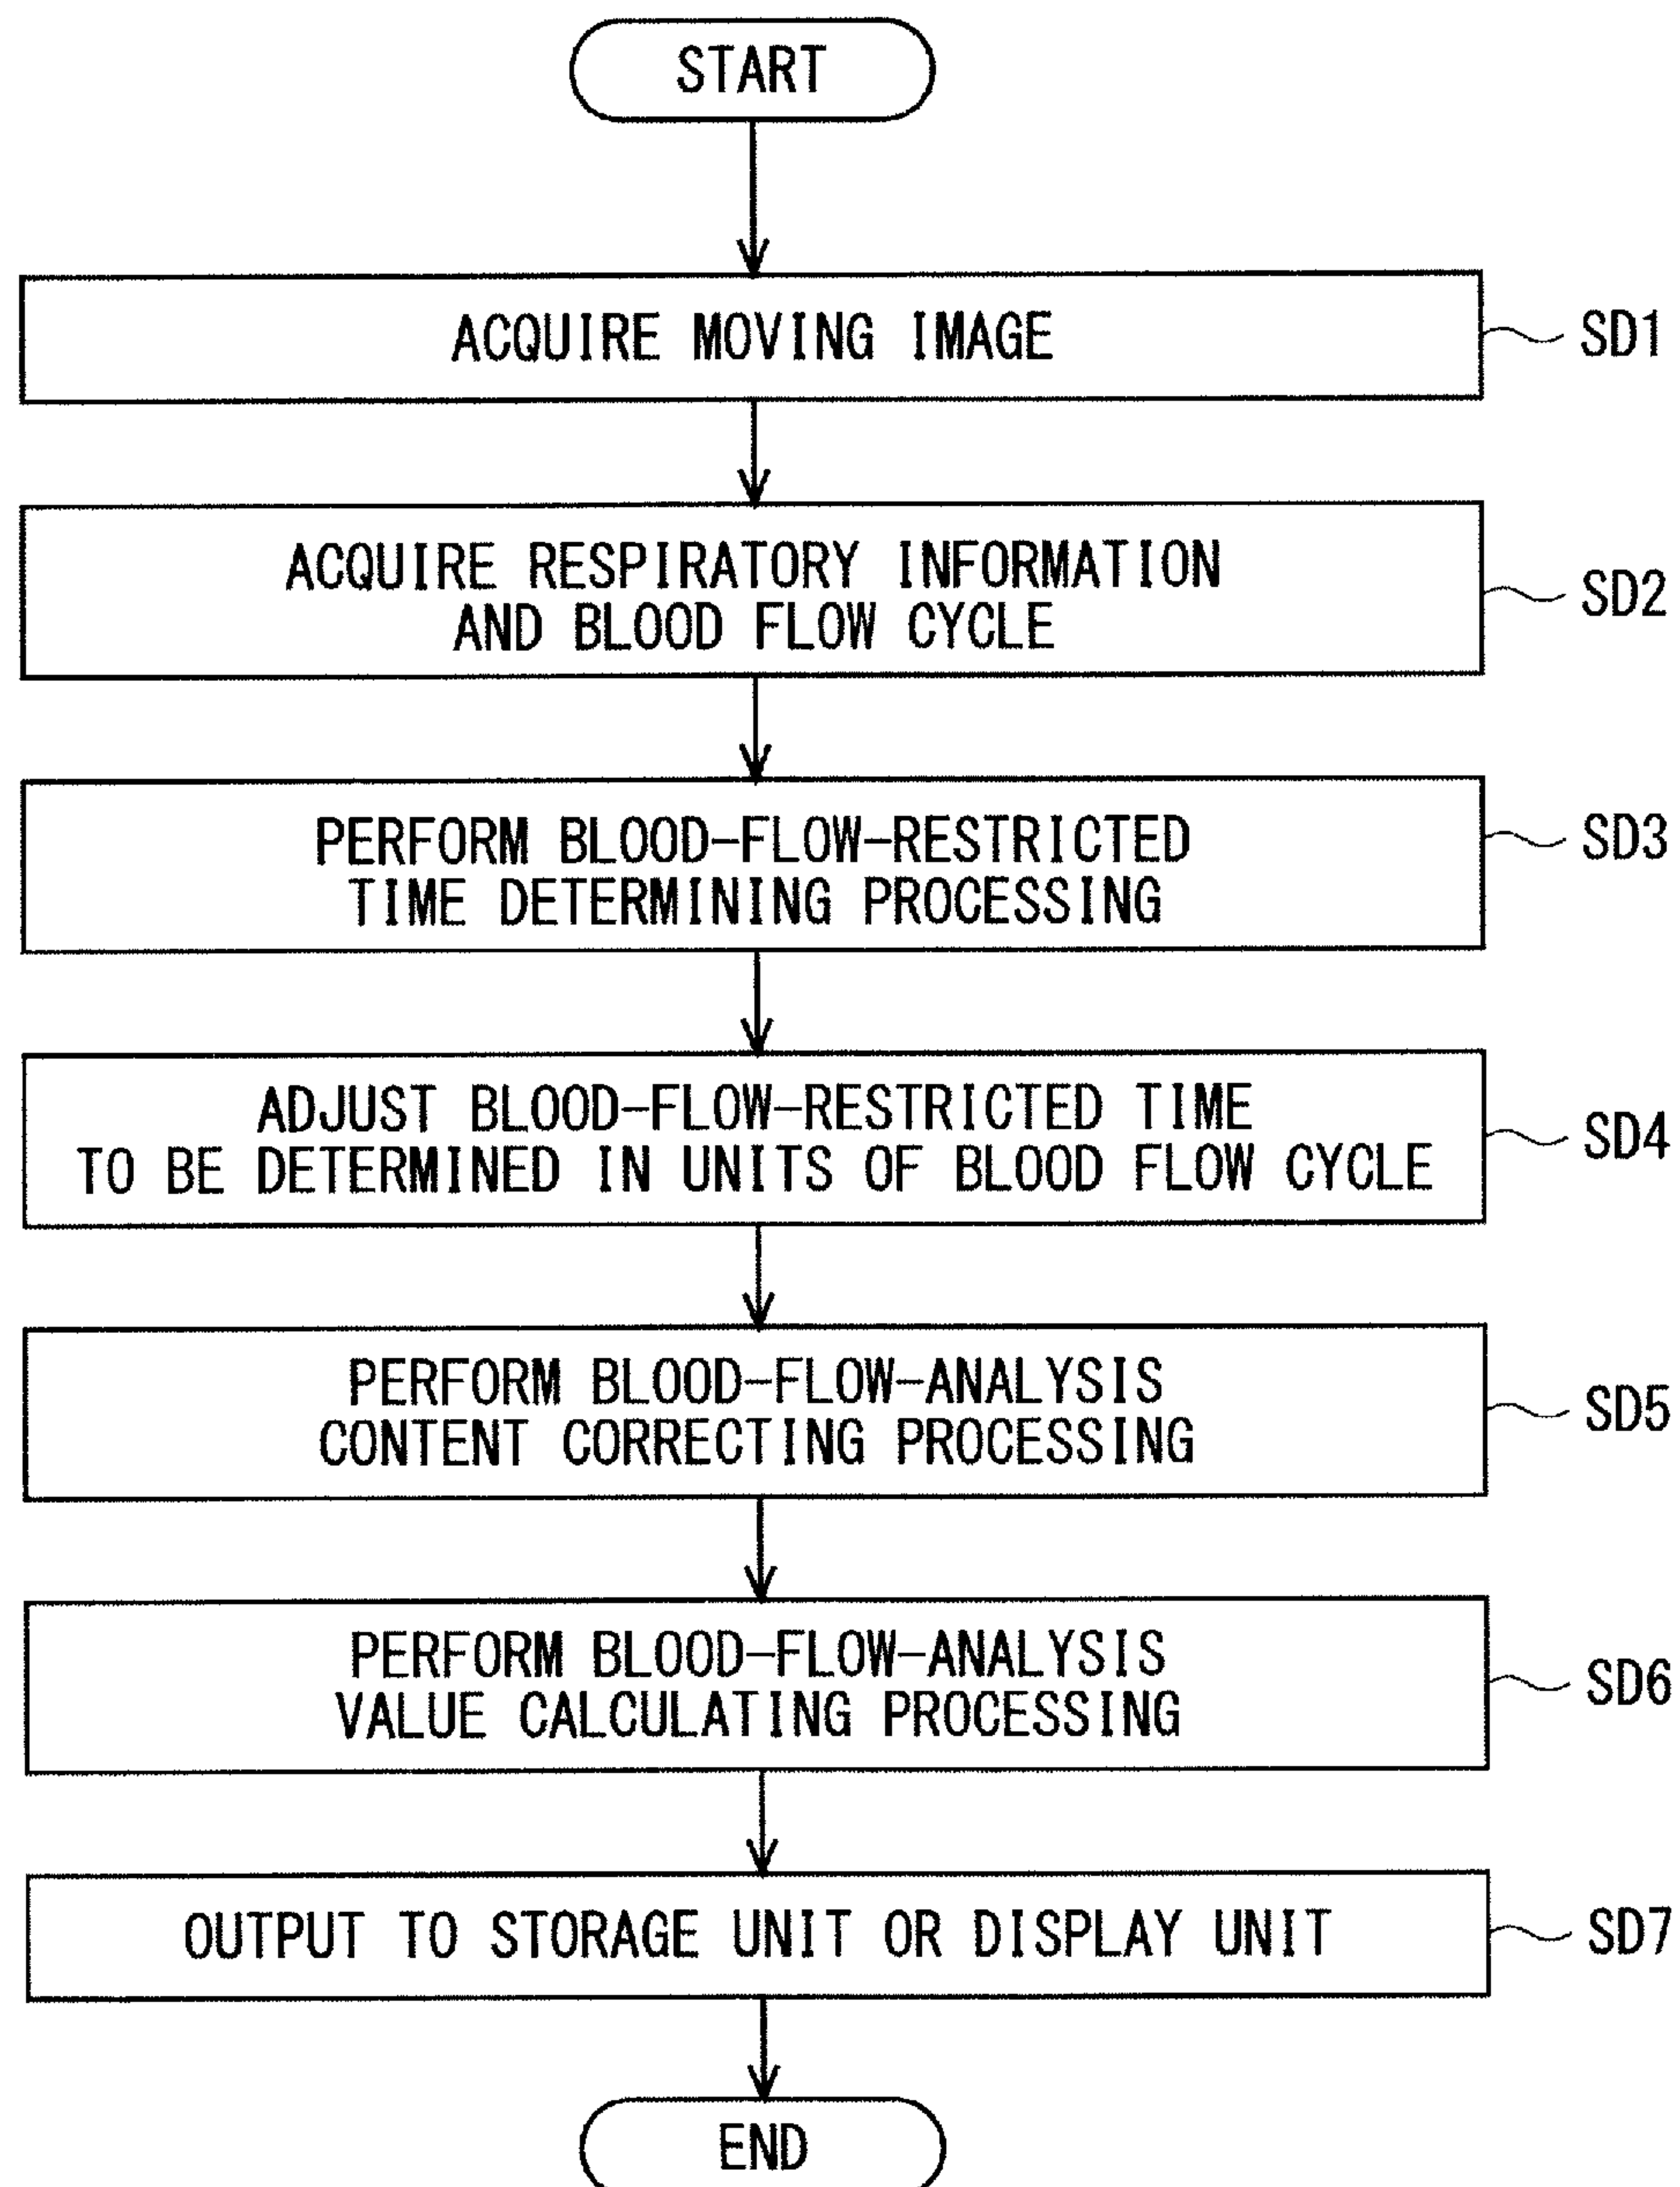 START
ACQUIRE MOVING IMAGE
SD1
ACQUIRE RESPIRATORY INFORMATION
AND BLOOD FLOW CYCLE
SD2
PERFORM BLOOD-FLOW-RESTRICTED
TIME DETERMINING PROCESSING
SD3
ADJUST BLOOD-FLOW-RESTRICTED TIME
TO BE DETERMINED IN UNITS OF BLOOD FLOW CYCLE
SD4
PERFORM BLOOD-FLOW-ANALYSIS
CONTENT CORRECTING PROCESSING
SD5
PERFORM BLOOD-FLOW-ANALYSIS
VALUE CALCULATING PROCESSING
SD6
OUTPUT TO STORAGE UNIT OR DISPLAY UNIT
SD7
END